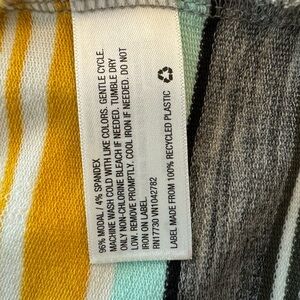 96% MODAL / 4% SPANDEX
MACHINE WASH COLD WITH LIKE COLORS. GENTLE CYCLE.
ONLY NON-CHLORINE BLEACH IF NEEDED. TUMBLE DRY
LOW. REMOVE PROMPTLY. COOL IRON IF NEEDED. DO NOT
IRON ON LABEL.
RN17730 VN1042782
LABEL MADE FROM 100% RECYCLED PLASTIC